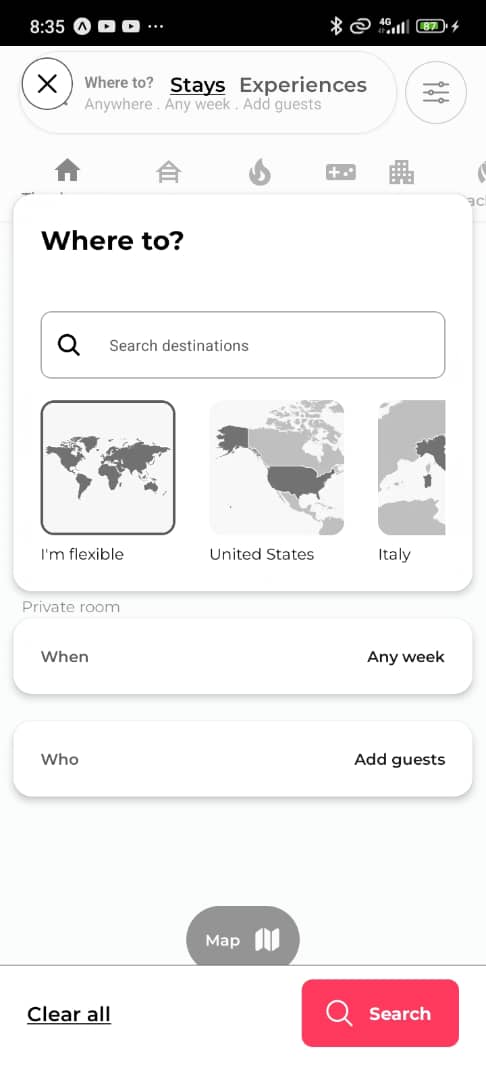 8:35
4G
87
Where to?
Stays
Experiences
Anywhere . Any week . Add guests
Where to?
Search destinations
I'm flexible
United States
Italy
Private room
When
Any week
Who
Add guests
Map
Clear all
Search